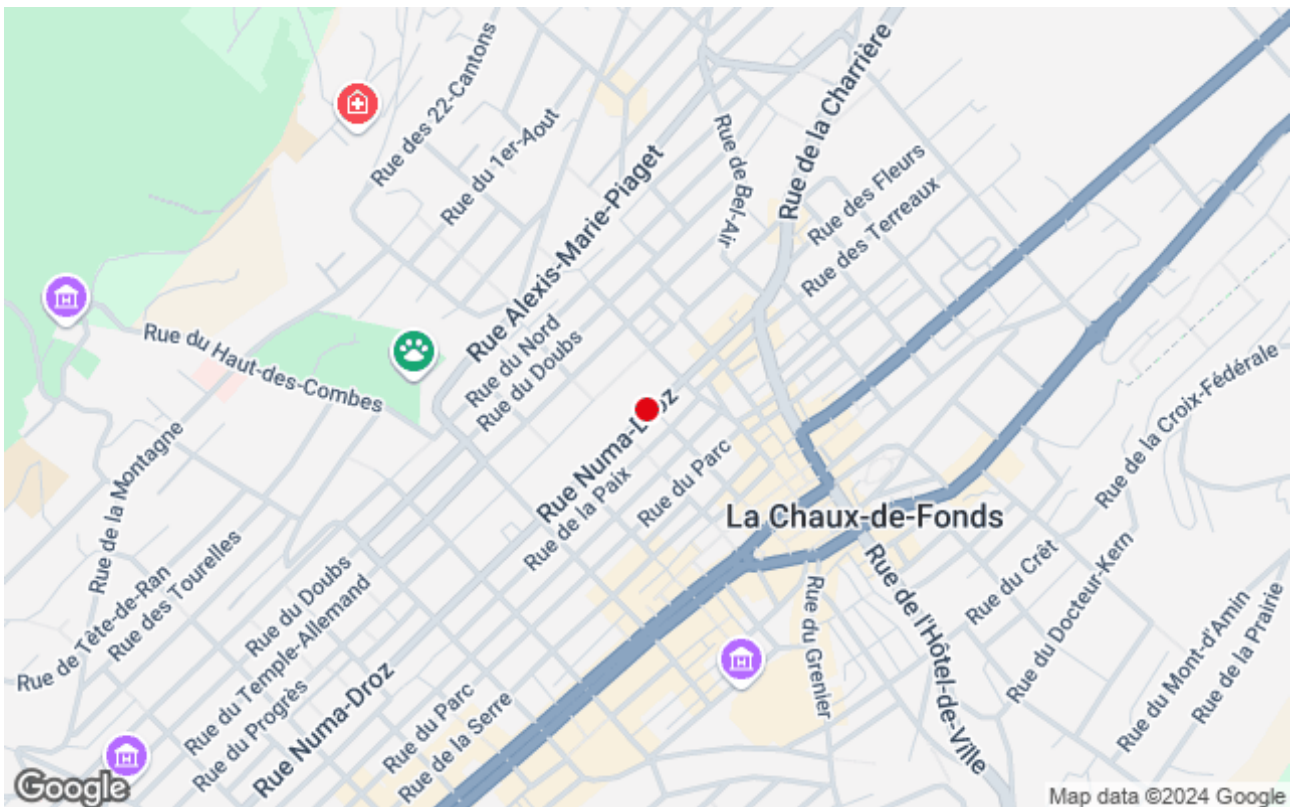 Rue des 22-Cantons
Rue du 1er-Aout
Rue Alexis-Marie-Piaget
Rue de Bel-Air
Rue de la Charrière
Rue des Fleurs
Rue des Terreaux
Rue du Haut-des-Combes
Rue du Nord
Rue du Doubs
Rue de la Croix-Fédérale
Rue de la Montagne
Rue Numa-Droz
Rue de la Paix
Rue du Parc
La Chaux-de-Fonds
Rue de Tête-de-Ran
Rue des Tourelles
Rue du Doubs
Rue du Temple-Allemand
Rue du Progrès
Rue Numa-Droz
Rue du Parc
Rue de la Serre
Rue du Grenier
Rue de l'Hôtel-de-Ville
Rue du Crêt
Rue du Docteur-Kern
Rue du Mont-d'Amin
Rue de la Prairie
Google
Map data ©2024 Google